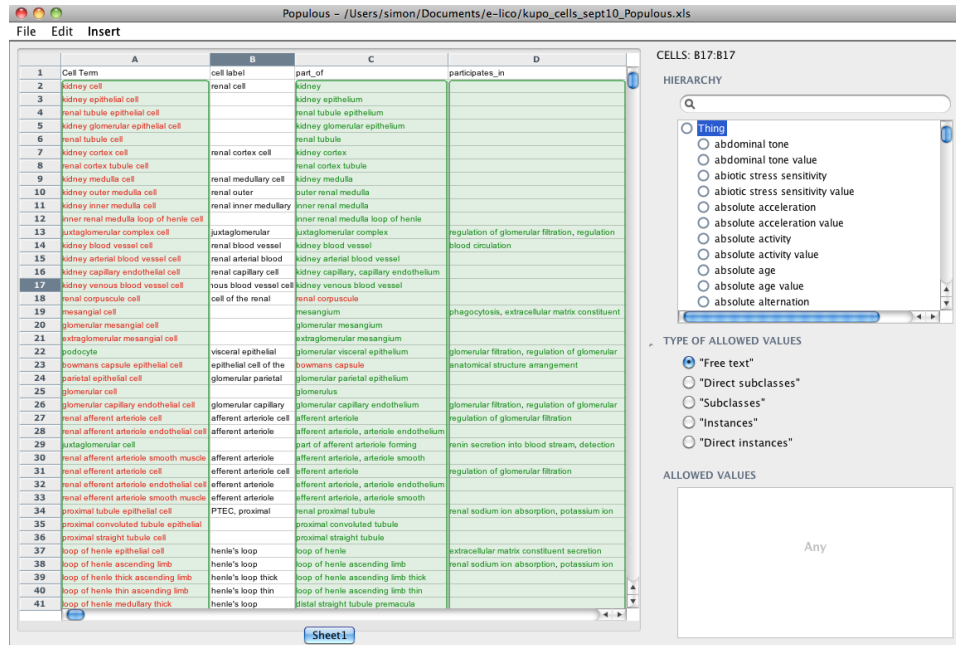 Populous - /Users/simon/Documents/e-lico/kupo_cells_sept10_Populous.xls
File Edit Insert
A B C D
1 Cell Term cell label part_of participates_in
2 kidney cell renal cell kidney
3 kidney epithelial cell kidney epithelium
4 renal tubule epithelial cell renal tubule epithelium
5 kidney glomerular epithelial cell kidney glomerular epithelium
6 renal tubule cell renal tubule
7 kidney cortex cell renal cortex cell kidney cortex
8 renal cortex tubule cell renal cortex tubule
9 kidney medulla cell renal medullary cell kidney medulla
10 kidney outer medulla cell renal outer outer renal medulla
11 kidney inner medulla cell renal inner medullary inner renal medulla
12 inner renal medulla loop of henle cell inner renal medulla loop of henle
13 juxtaglomerular complex cell juxtaglomerular juxtaglomerular complex regulation of glomerular filtration, regulation
14 kidney blood vessel cell renal blood vessel kidney blood vessel blood circulation
15 kidney arterial blood vessel cell renal arterial blood kidney arterial blood vessel
16 kidney capillary endothelial cell renal capillary cell kidney capillary, capillary endothelium
17 kidney venous blood vessel cell nous blood vessel cell kidney venous blood vessel
18 renal corpuscule cell cell of the renal renal corpuscule
19 mesangial cell mesangium phagocytosis, extracellular matrix constituent
20 glomerular mesangial cell glomerular mesangium
21 extraglomerular mesangial cell extraglomerular mesangium
22 podocyte visceral epithelial glomerular visceral epithelium glomerular filtration, regulation of glomerular
23 bowmans capsule epithelial cell epithelial cell of the bowmans capsule anatomical structure arrangement
24 parietal epithelial cell glomerular parietal glomerular parietal epithelium
25 glomerular cell glomerulus
26 glomerular capillary endothelial cell glomerular capillary glomerular capillary endothelium glomerular filtration, regulation of glomerular
27 renal afferent arteriole cell afferent arteriole cell afferent arteriole regulation of glomerular filtration
28 renal afferent arteriole endothelial cell afferent arteriole afferent arteriole, arteriole endothelium
29 juxtaglomerular cell part of afferent arteriole forming renin secretion into blood stream, detection
30 renal afferent arteriole smooth muscle afferent arteriole afferent arteriole, arteriole smooth
31 renal efferent arteriole cell efferent arteriole cell efferent arteriole regulation of glomerular filtration
32 renal efferent arteriole endothelial cell efferent arteriole efferent arteriole, arteriole endothelium
33 renal efferent arteriole smooth muscle efferent arteriole efferent arteriole, arteriole smooth
34 proximal tubule epithelial cell PTEC, proximal renal proximal tubule renal sodium ion absorption, potassium ion
35 proximal convoluted tubule epithelial proximal convoluted tubule
36 proximal straight tubule cell proximal straight tubule
37 loop of henle epithelial cell henle's loop loop of henle extracellular matrix constituent secretion
38 loop of henle ascending limb henle's loop loop of henle ascending limb renal sodium ion absorption, potassium ion
39 loop of henle thick ascending limb henle's loop thick loop of henle ascending limb thick
40 loop of henle thin ascending limb henle's loop thin loop of henle ascending limb thin
41 loop of henle medullary thick henle's loop distal straight tubule premacula
Sheet1
CELLS: B17:B17
HIERARCHY
Thing
abdominal tone
abdominal tone value
abiotic stress sensitivity
abiotic stress sensitivity value
absolute acceleration
absolute acceleration value
absolute activity
absolute activity value
absolute age
absolute age value
absolute alternation
TYPE OF ALLOWED VALUES
"Free text"
"Direct subclasses"
"Subclasses"
"Instances"
"Direct instances"
ALLOWED VALUES
Any